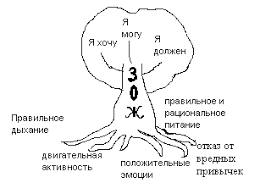 Я
могу
Я хочу
Я
должен
З
О
Ж
Правильное
дыхание
правильное и
рациональное
питание
двигательная
активность
положительные
эмоции
отказ от
вредных
привычек